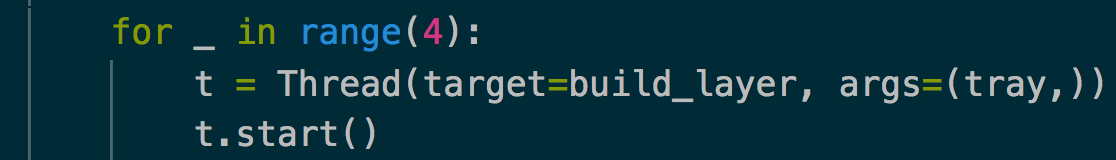 for _ in range(4):
t = Thread(target=build_layer, args=(tray,))
t.start()